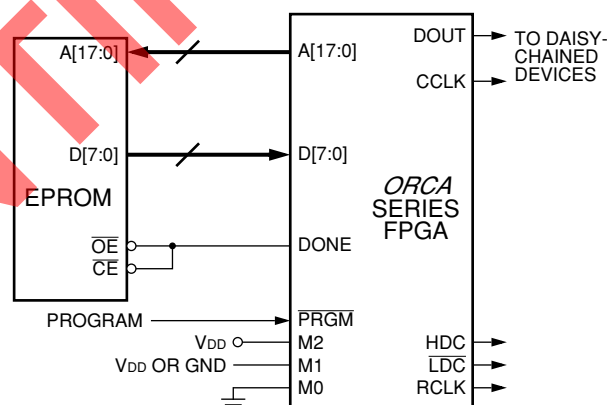 A[17:0]
D[7:0]
EPROM
OE
CE
A[17:0]
D[7:0]
DONE
PRGM
M2
M1
M0
DOUT
CCLK
ORCA
SERIES
FPGA
HDC
LDC
RCLK
TO DAISY-
CHAINED
DEVICES
PROGRAM
VDD
VDD OR GND